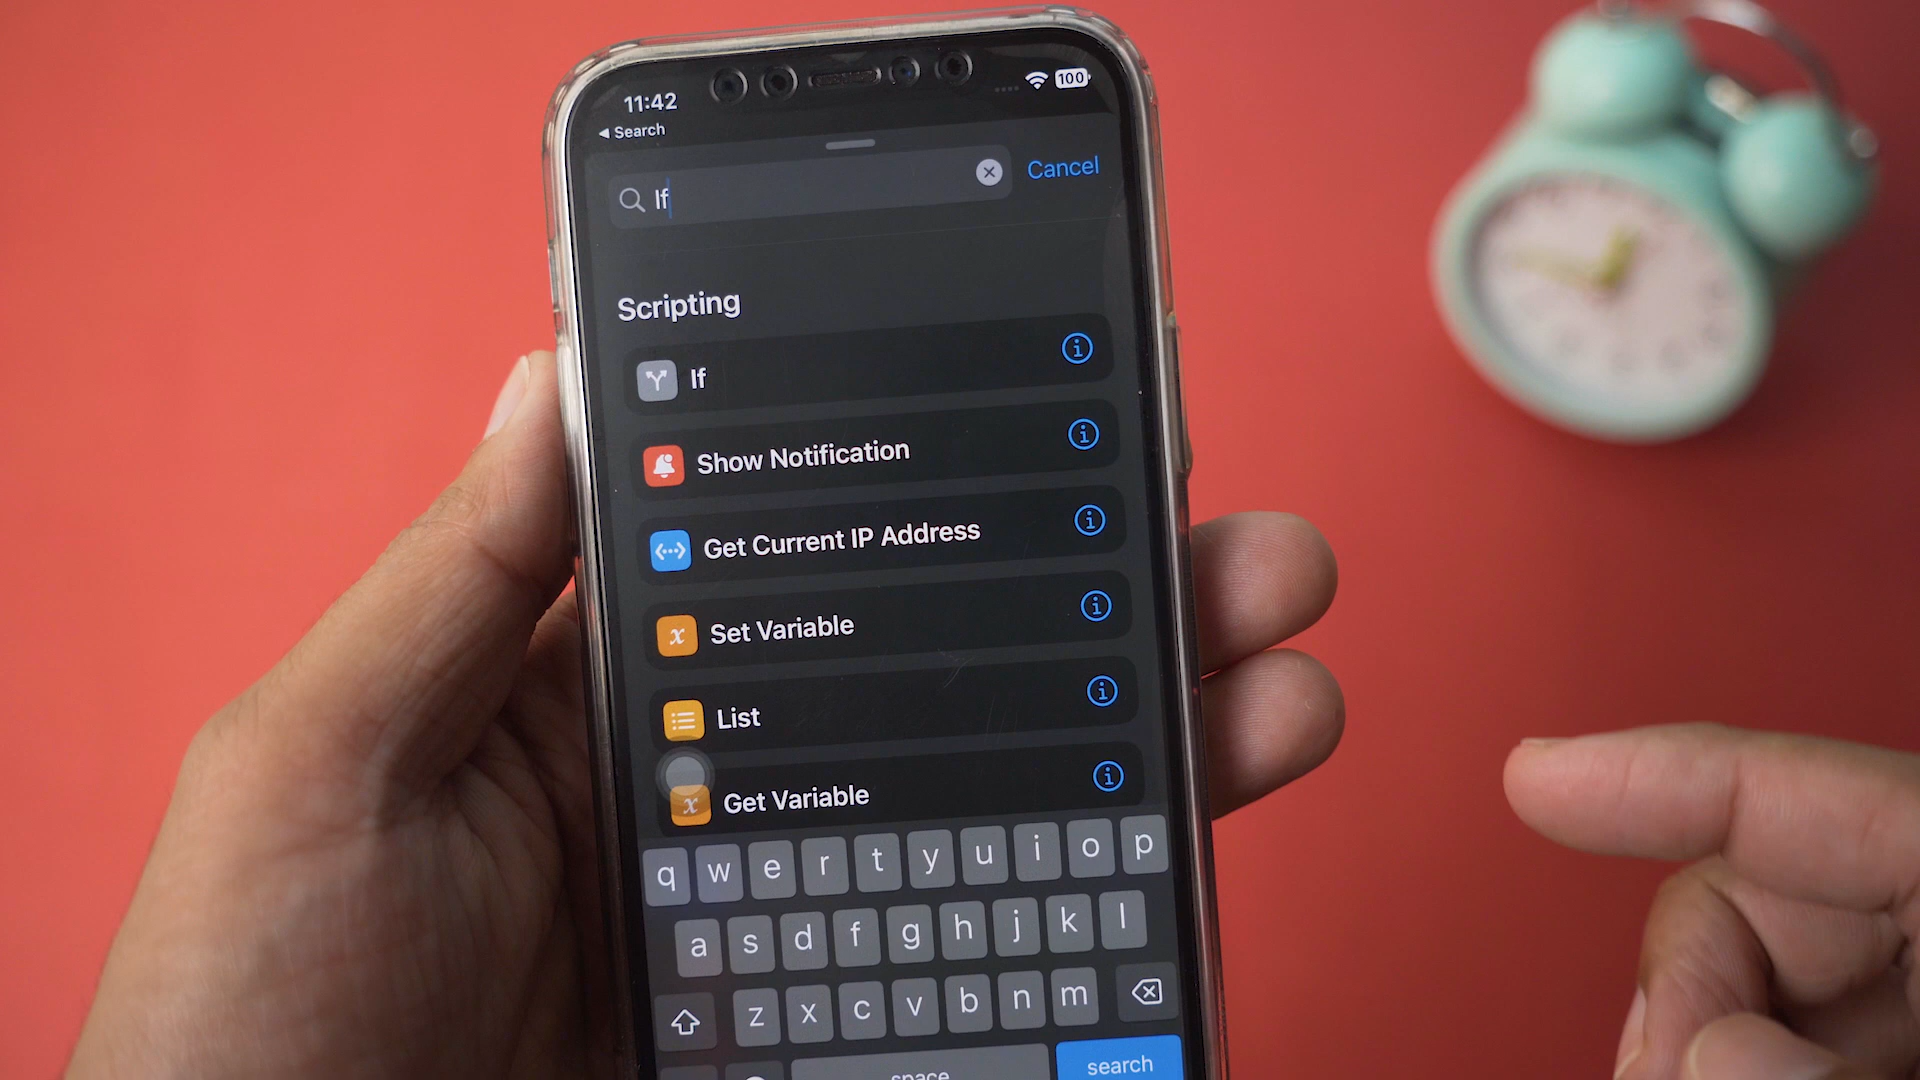 11:42
100
◀ Search
If
Cancel
Scripting
If
Show Notification
Get Current IP Address
x Set Variable
List
x Get Variable
q w e r t y u i o p
a s d f g h j k l
z x c v b n m
space
search